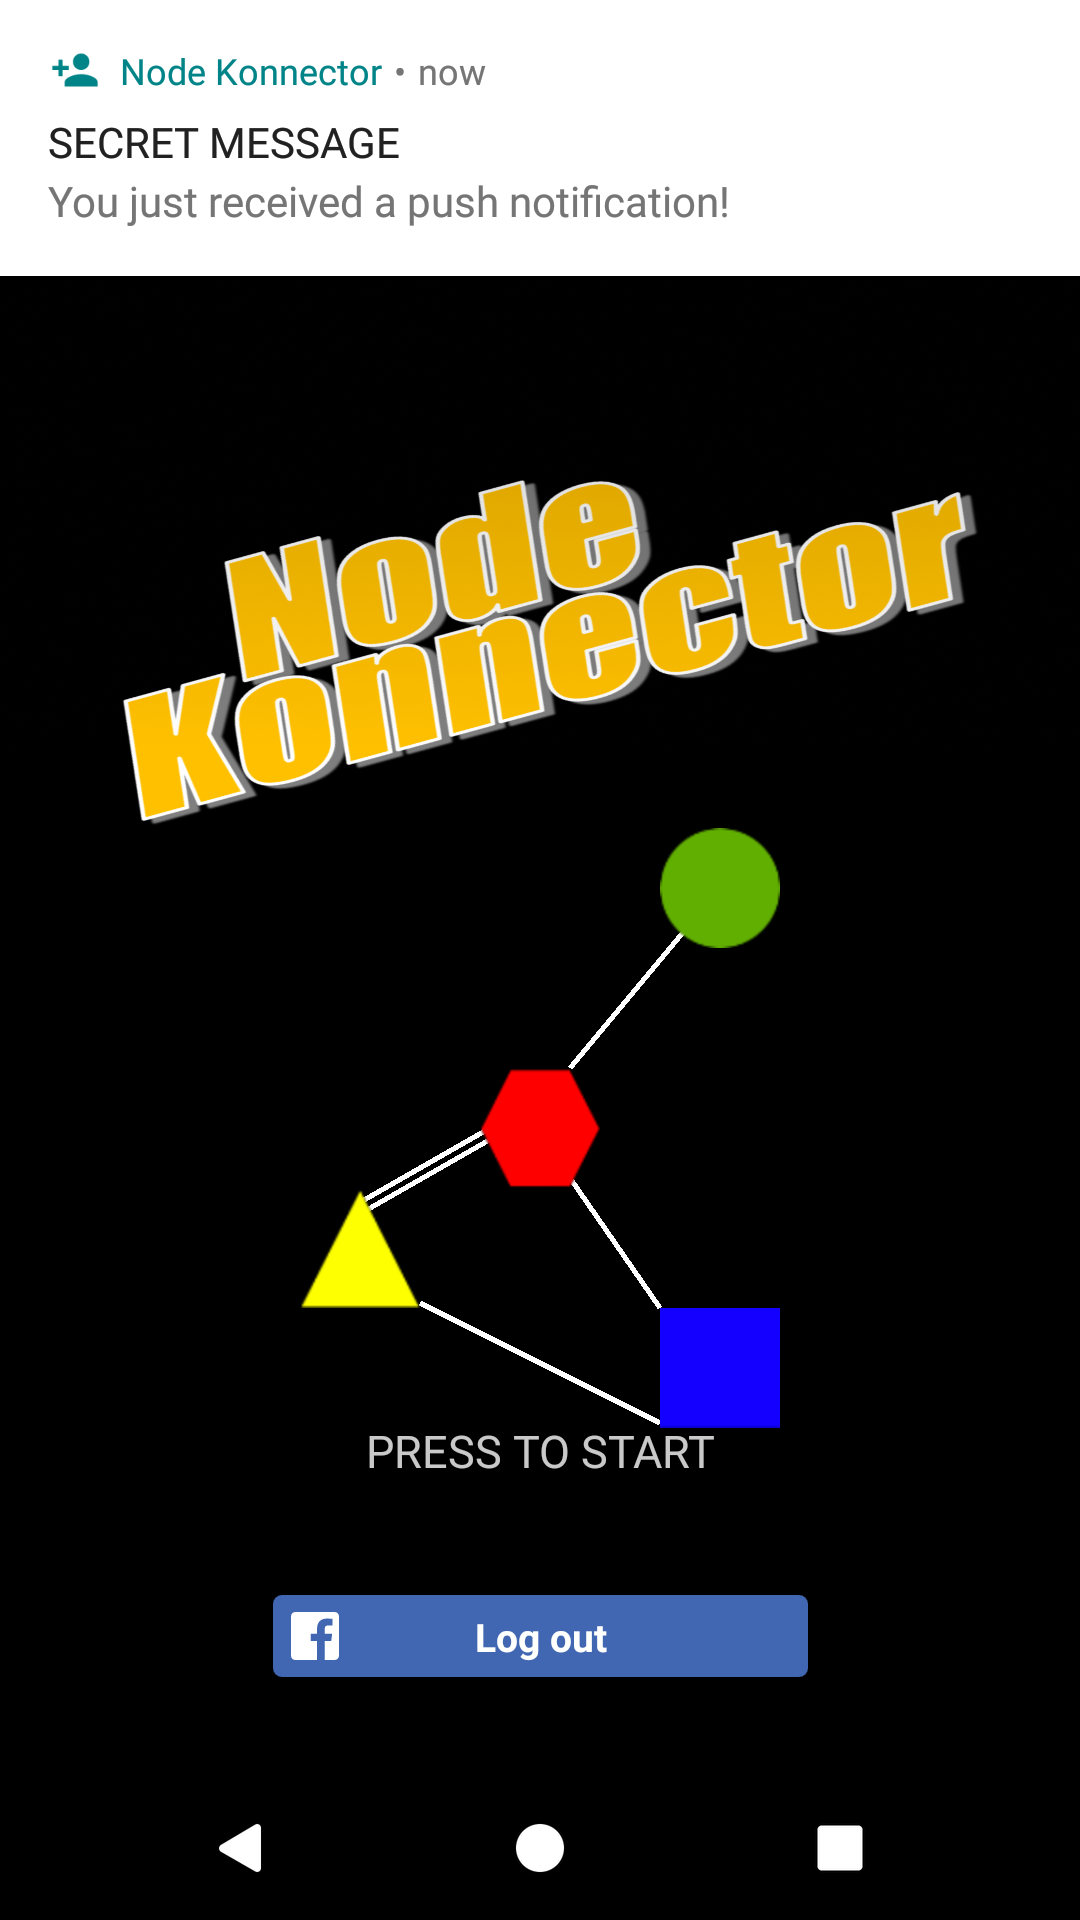 Node Konnector • now
SECRET MESSAGE
You just received a push notification!
Node
Konnector
PRESS TO START
Log out